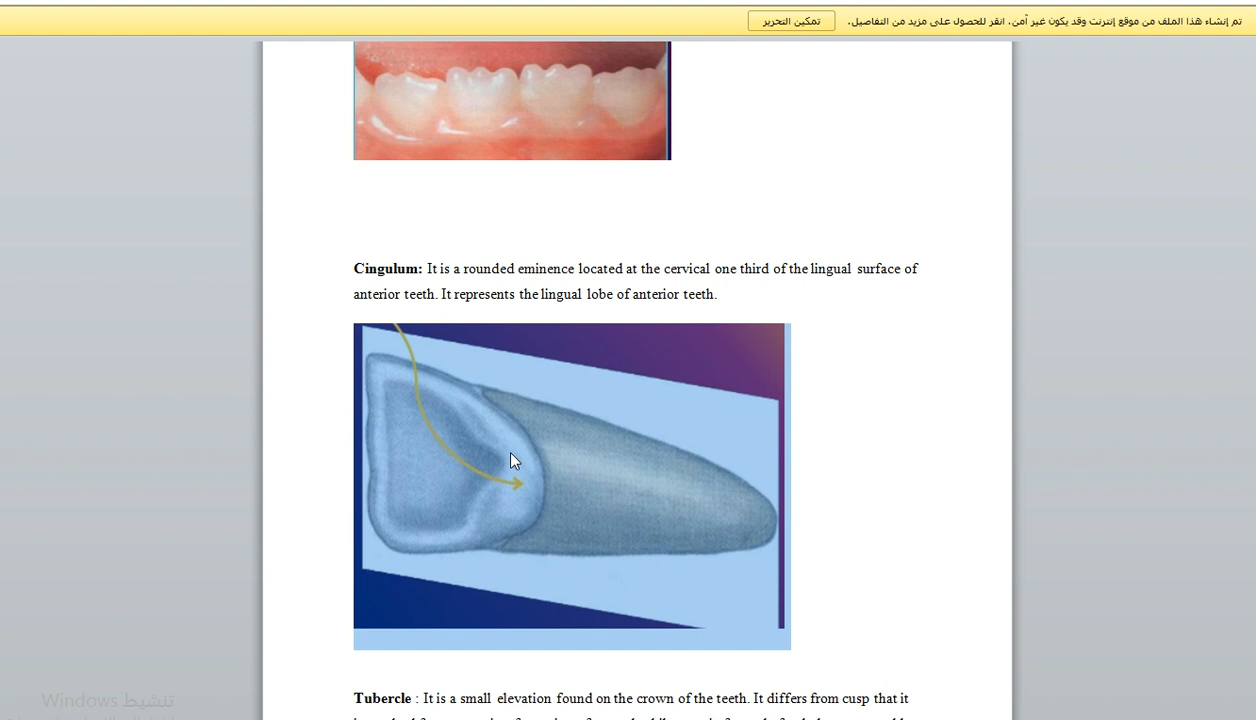 تم إنشاء هذا الملف من موقع إنترنت وقد يكون غير آمن. انقر للحصول على مزيد من التفاصيل.
تمكين التحرير
Cingulum: It is a rounded eminence located at the cervical one third of the lingual surface of
anterior teeth. It represents the lingual lobe of anterior teeth.
Tubercle : It is a small elevation found on the crown of the teeth. It differs from cusp that it
تنشيط Windows